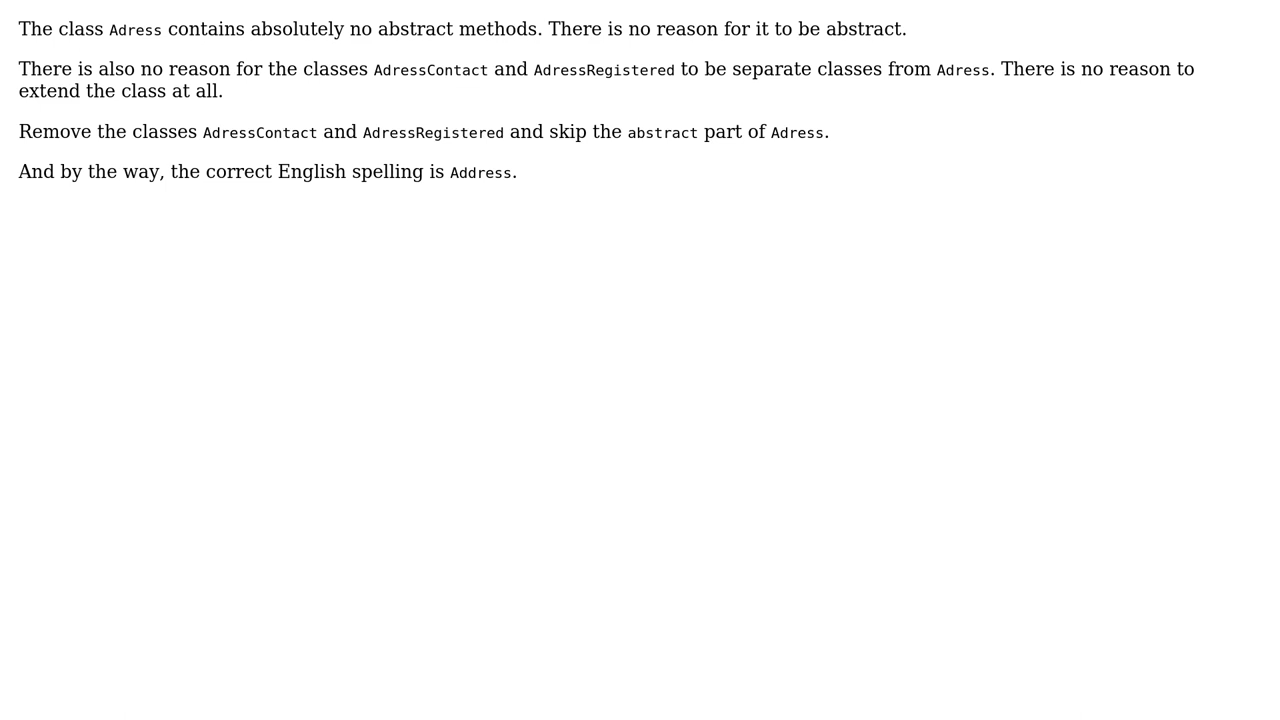 The class Adress contains absolutely no abstract methods. There is no reason for it to be abstract.
There is also no reason for the classes AdressContact and AdressRegistered to be separate classes from Adress. There is no reason to
extend the class at all.
Remove the classes AdressContact and AdressRegistered and skip the abstract part of Adress.
And by the way, the correct English spelling is Address.